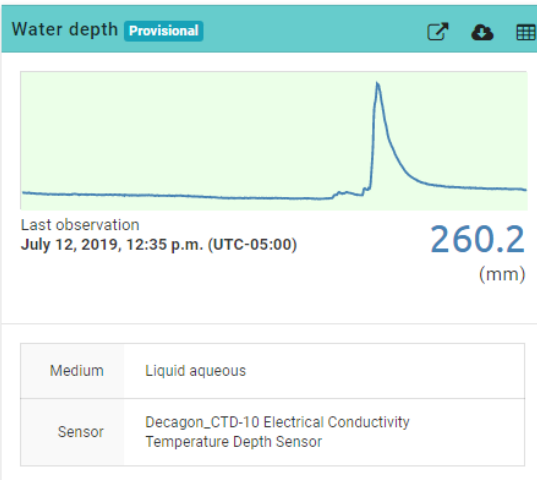 Water depth Provisional
Last observation
July 12, 2019, 12:35 p.m. (UTC-05:00)
260.2
(mm)
Medium Liquid aqueous
Sensor Decagon_CTD-10 Electrical Conductivity
Temperature Depth Sensor